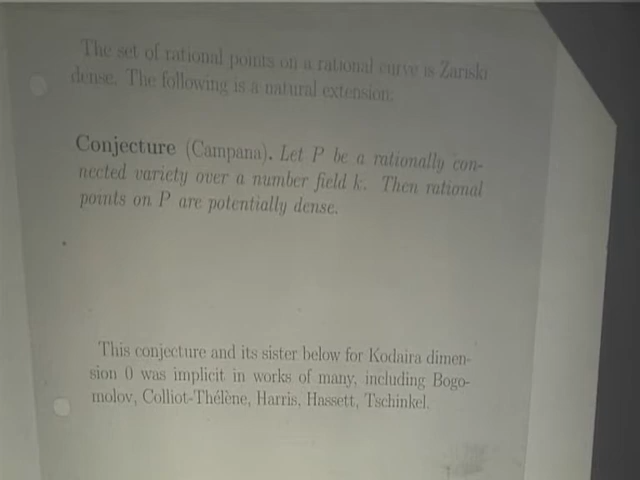 The set of rational points on a rational curve is Zariski
dense. The following is a natural extension:
Conjecture (Campana). Let P be a rationally con-
nected variety over a number field k. Then rational
points on P are potentially dense.
This conjecture and its sister below for Kodaira dimen-
sion 0 was implicit in works of many, including Bogo-
molov, Colliot-Thélène, Harris, Hassett, Tschinkel.